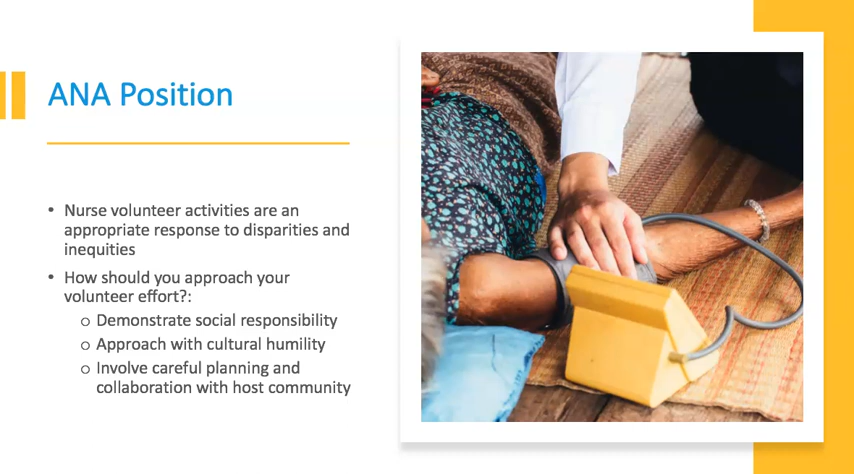 ANA Position
• Nurse volunteer activities are an
appropriate response to disparities and
inequities
• How should you approach your
volunteer effort?:
o Demonstrate social responsibility
o Approach with cultural humility
o Involve careful planning and
collaboration with host community